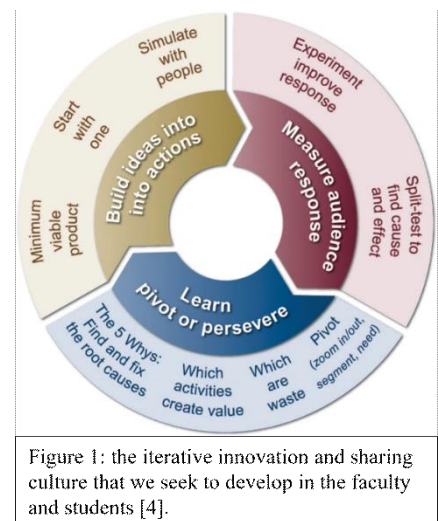 Simulate
with
people
Start
with
one
Minimum
viable
product
Build ideas into
into actions
Experiment
improve
response
Split-test to
find cause
and effect
Measure audience
response
Learn
pivot or persevere
The 5 Whys:
Find and fix
the root causes
Which
activities
create value
Which
are
waste
Pivot
(zoom in/out,
segment, need)
Figure 1: the iterative innovation and sharing
culture that we seek to develop in the faculty
and students [4].